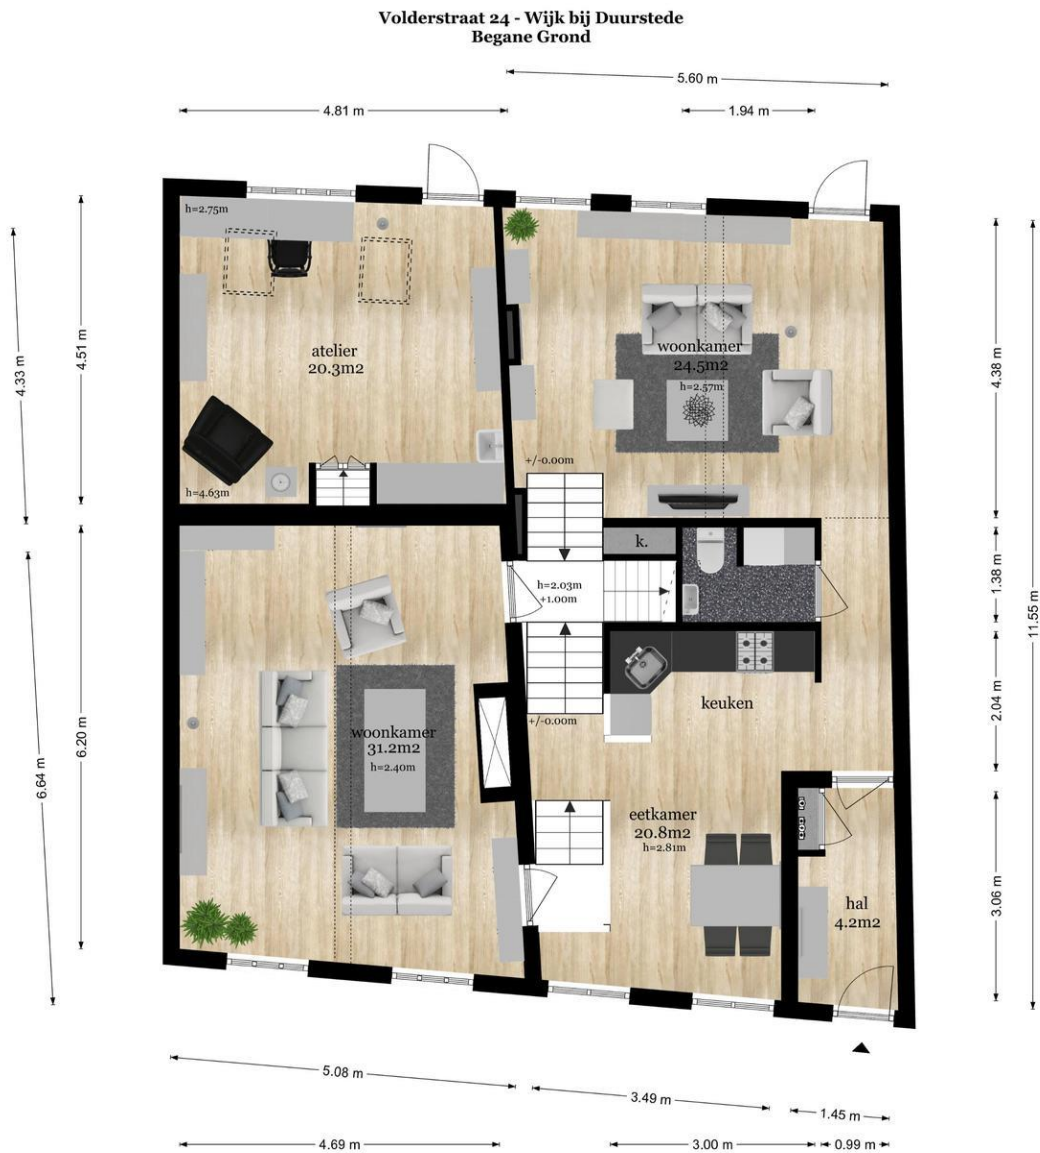 Volderstraat 24 - Wijk bij Duurstede
Begane Grond
5.60 m
4.81 m
1.94 m
h=2.75m
4.33 m
4.51 m
atelier
20.3m2
woonkamer
24.5m2
h=2.57m
4.38 m
h=4.63m
+/-0.00m
k.
h=2.03m
+1.00m
1.38 m
11.55 m
6.64 m
6.20 m
woonkamer
31.2m2
h=2.40m
+/-0.00m
keuken
2.04 m
eetkamer
20.8m2
h=2.81m
hal
4.2m2
3.06 m
5.08 m
3.49 m
1.45 m
4.69 m
3.00 m
0.99 m